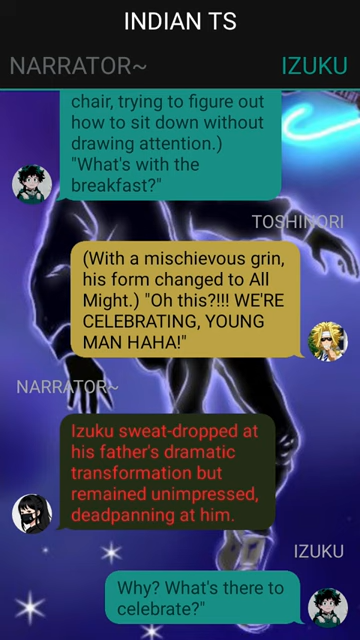 INDIAN TS
NARRATOR~
IZUKU
chair, trying to figure out
how to sit down without
drawing attention.)
"What's with the
breakfast?"
TOSHINORI
(With a mischievous grin,
his form changed to All
Might.) "Oh this?!!! WE'RE
CELEBRATING, YOUNG
MAN HAHA!"
NARRATOR~
Izuku sweat-dropped at
his father's dramatic
transformation but
remained unimpressed,
deadpanning at him.
IZUKU
Why? What's there to
celebrate?"